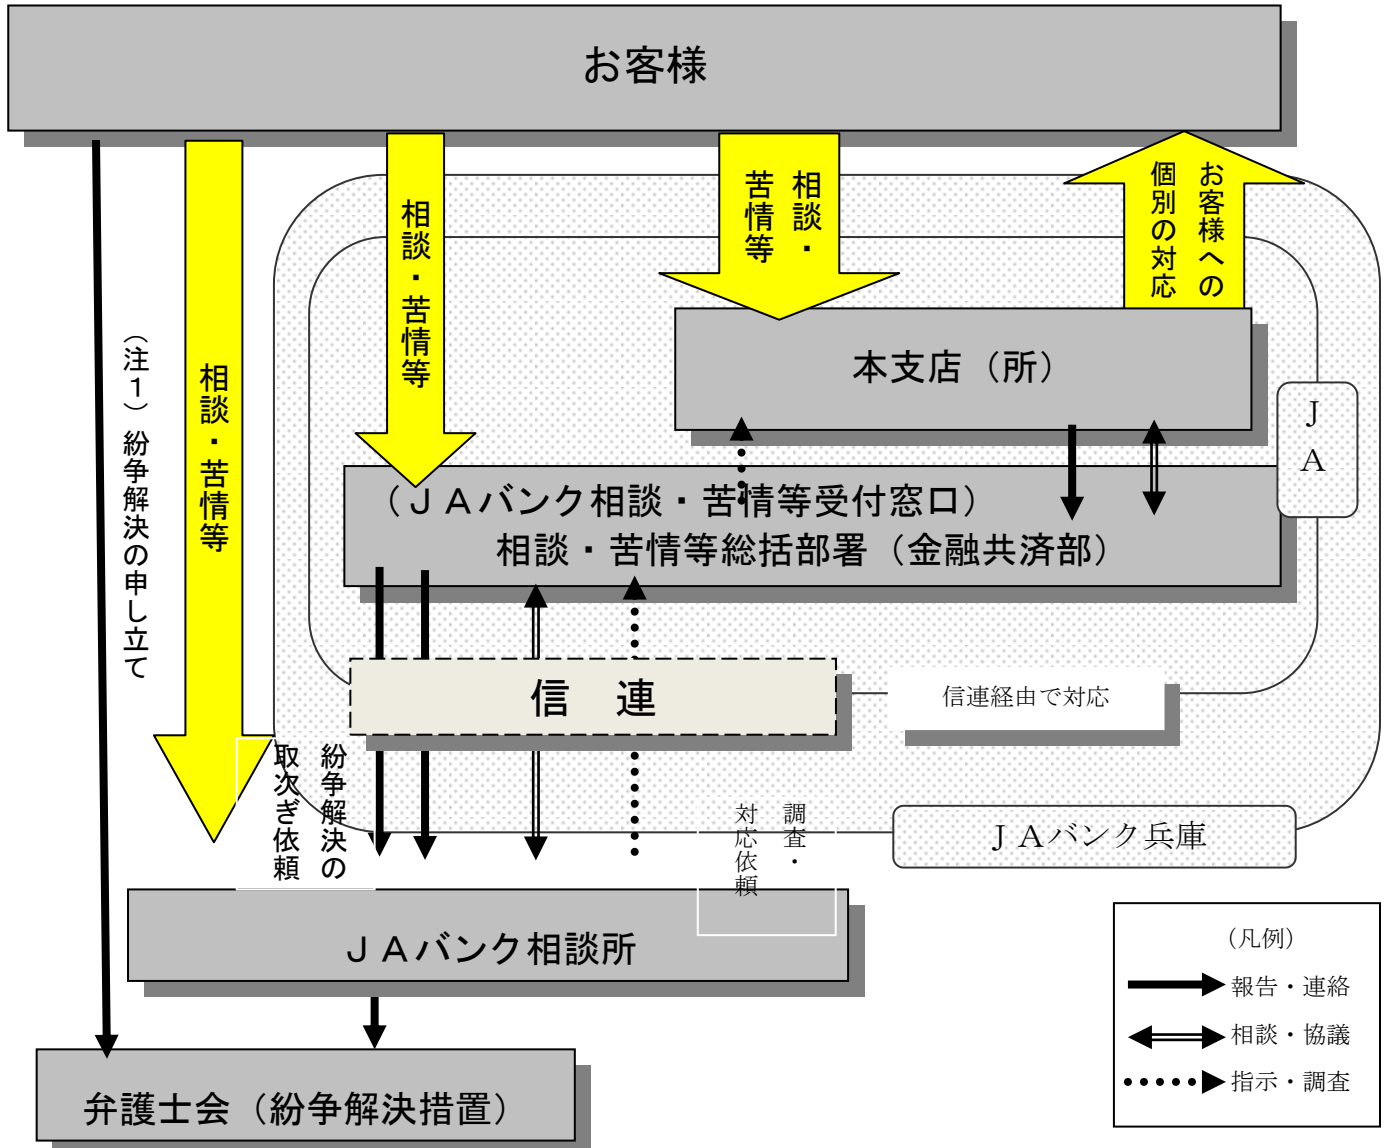 お客様
(注１)紛争解決の申し立て
相談・苦情等
相談・苦情等
相談・
苦情等
お客様への
個別の対応
本支店（所）
ＪＡ
（ＪＡバンク相談・苦情等受付窓口）
相談・苦情等総括部署（金融共済部）
信　連
信連経由で対応
紛争解決の
取次ぎ依頼
調査・
対応依頼
ＪＡバンク兵庫
ＪＡバンク相談所
弁護士会（紛争解決措置）
（凡例）
報告・連絡
相談・協議
指示・調査